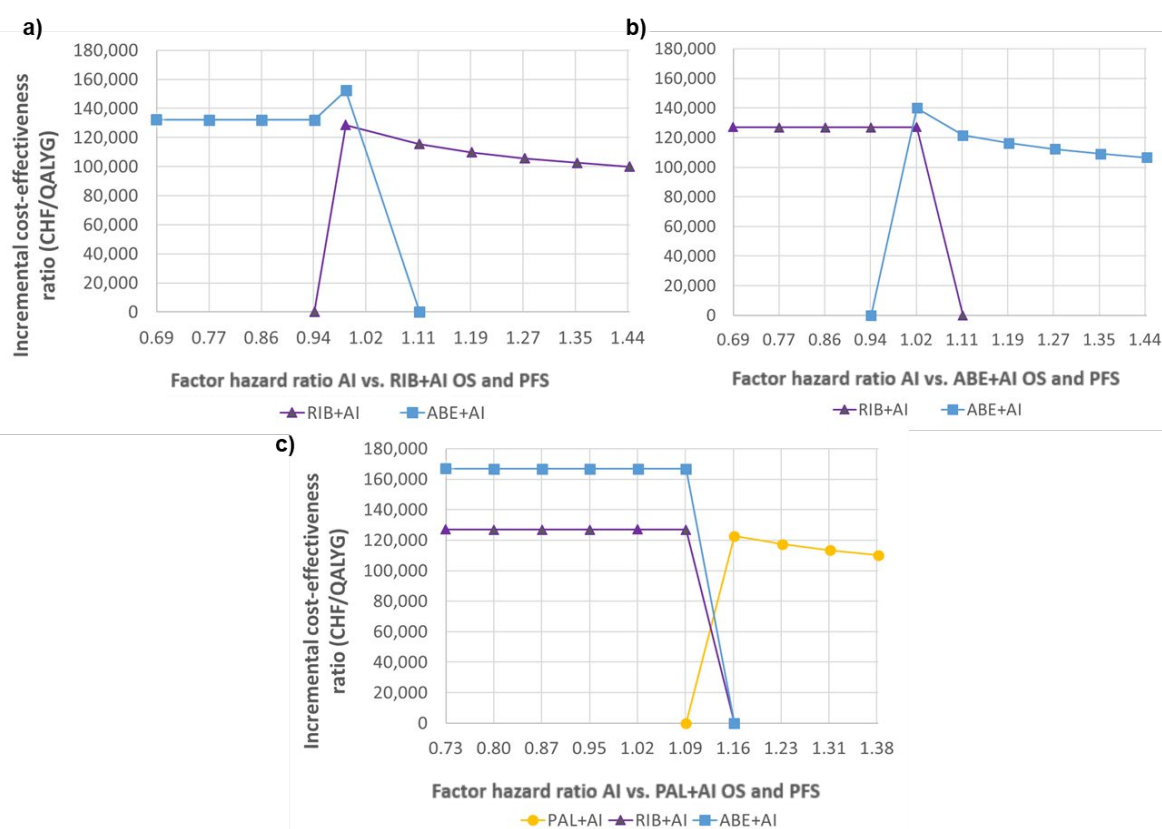 a)
Incremental cost-effectiveness
ratio (CHF/QALYG)
180,000
160,000
140,000
120,000
100,000
80,000
60,000
40,000
20,000
0
0.69 0.77 0.86 0.94 1.02 1.11 1.19 1.27 1.35 1.44
Factor hazard ratio AI vs. RIB+AI OS and PFS
RIB+AI ABE+AI
b)
180,000
160,000
140,000
120,000
100,000
80,000
60,000
40,000
20,000
0
0.69 0.77 0.86 0.94 1.02 1.11 1.19 1.27 1.35 1.44
Factor hazard ratio AI vs. ABE+AI OS and PFS
RIB+AI ABE+AI
c)
Incremental cost-effectiveness
ratio (CHF/QALYG)
180,000
160,000
140,000
120,000
100,000
80,000
60,000
40,000
20,000
0
0.73 0.80 0.87 0.95 1.02 1.09 1.16 1.23 1.31 1.38
Factor hazard ratio AI vs. PAL+AI OS and PFS
PAL+AI RIB+AI ABE+AI